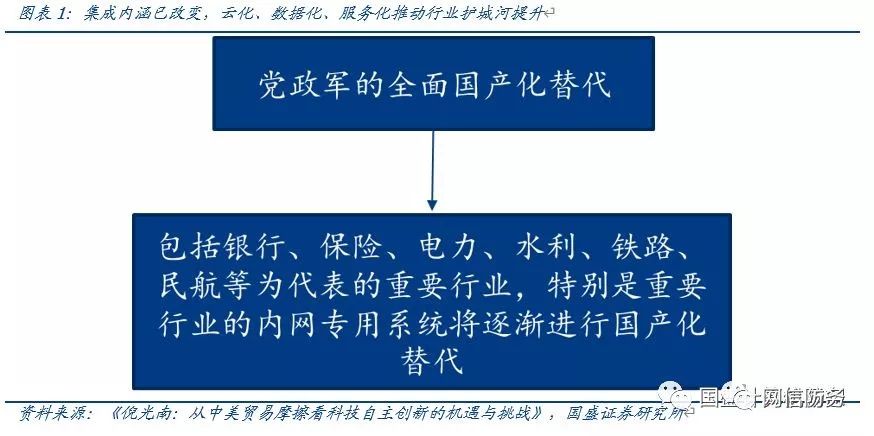 图表 1：集成内涵已改变，云化、数据化、服务化推动行业护城河提升
党政军的全面国产化替代
包括银行、保险、电力、水利、铁路、
民航等为代表的重要行业，特别是重要
行业的内网专用系统将逐渐进行国产化
替代
资料来源：《倪光南：从中美贸易摩擦看科技自主创新的机遇与挑战》，国盛证券研究所
网信防务